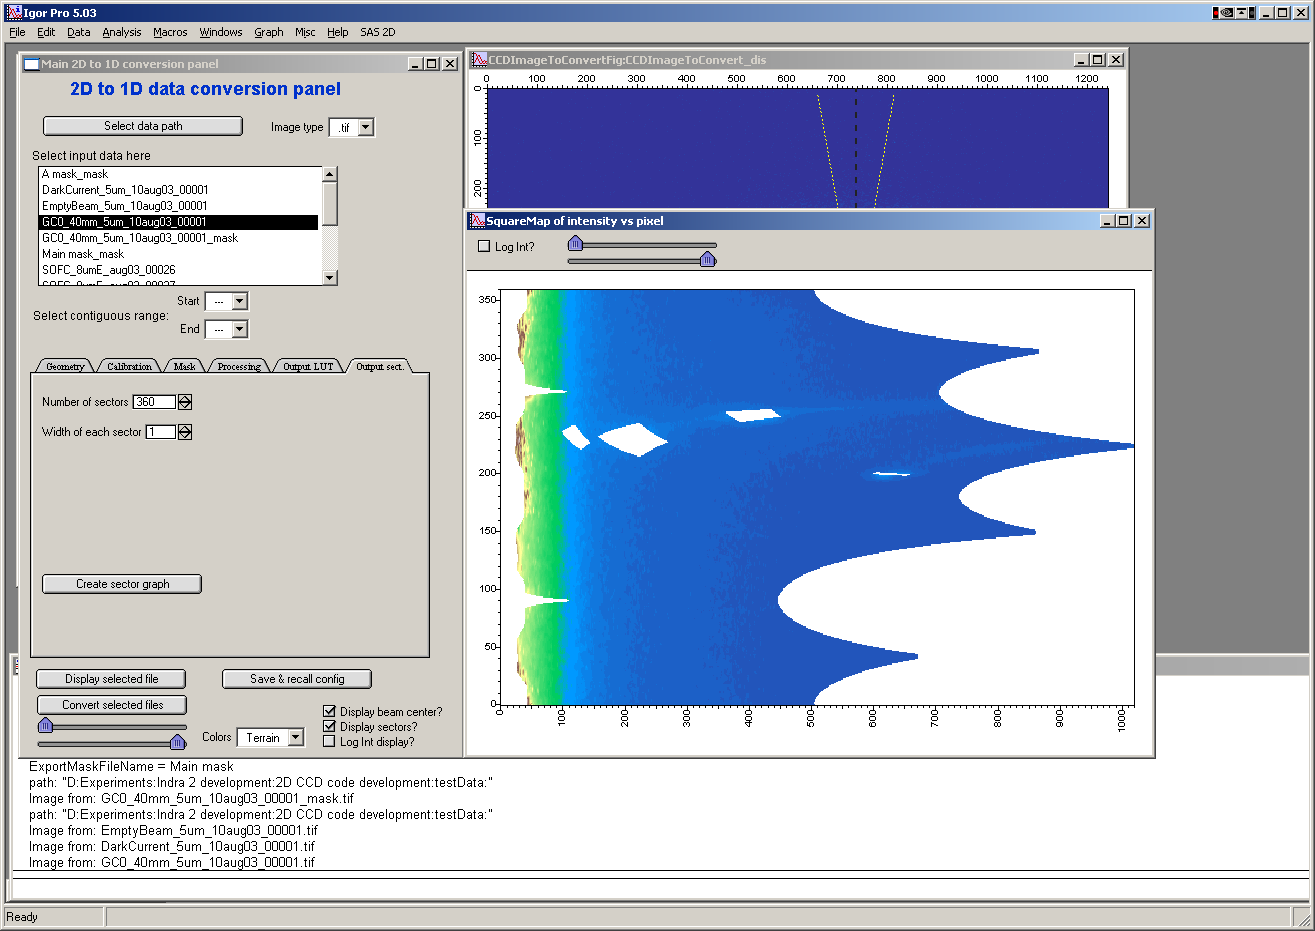 Igor Pro 5.03
File Edit Data Analysis Macros Windows Graph Misc Help SAS 2D
Main 2D to 1D conversion panel
2D to 1D data conversion panel
Select data path
Image type .tif
Select input data here
A mask_mask
DarkCurrent_5um_10aug03_00001
EmptyBeam_5um_10aug03_00001
GC0_40mm_5um_10aug03_00001
GC0_40mm_5um_10aug03_00001_mask
Main mask_mask
SOFC_8umE_aug03_00026
Start ---
Select contiguous range:
End ---
Geometry Calibration Mask Processing Output LUT Output sect.
Number of sectors 360
Width of each sector 1
Create sector graph
Display selected file
Save & recall config
Convert selected files
Colors Terrain
Display beam center?
Display sectors?
Log Int display?
CCDImageToConvertFig:CCDImageToConvert_dis
0 100 200 300 400 500 600 700 800 900 1000 1100 1200
0
100
200
SquareMap of intensity vs pixel
Log Int?
350
300
250
200
150
100
50
0
0 100 200 300 400 500 600 700 800 900 1000
ExportMaskFileName = Main mask
path: "D:Experiments:Indra 2 development:2D CCD code development:testData:"
Image from: GC0_40mm_5um_10aug03_00001_mask.tif
path: "D:Experiments:Indra 2 development:2D CCD code development:testData:"
Image from: EmptyBeam_5um_10aug03_00001.tif
Image from: DarkCurrent_5um_10aug03_00001.tif
Image from: GC0_40mm_5um_10aug03_00001.tif
Ready